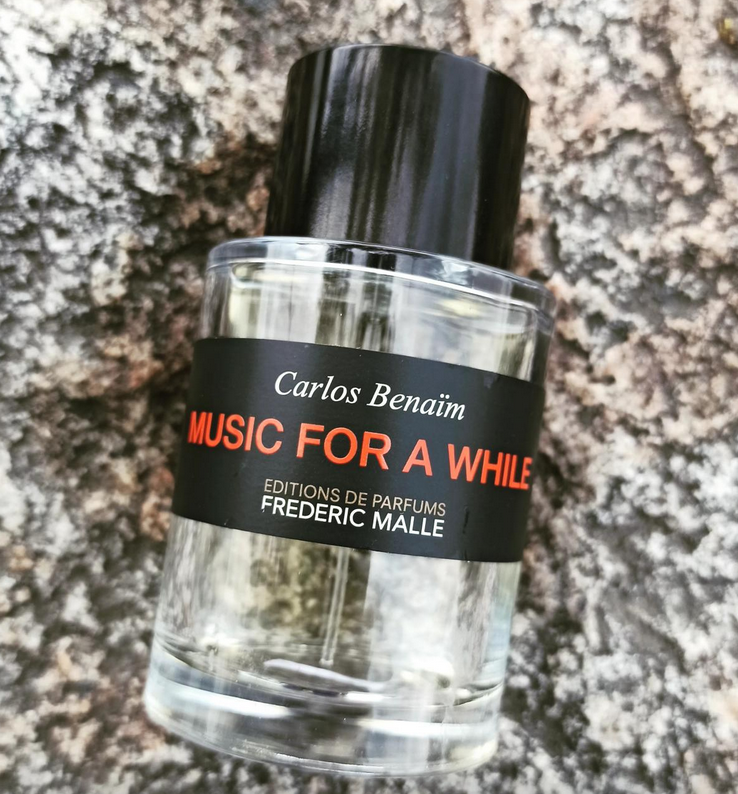 Carlos Benaïm
MUSIC FOR A WHILE
EDITIONS DE PARFUMS
FREDERIC MALLE